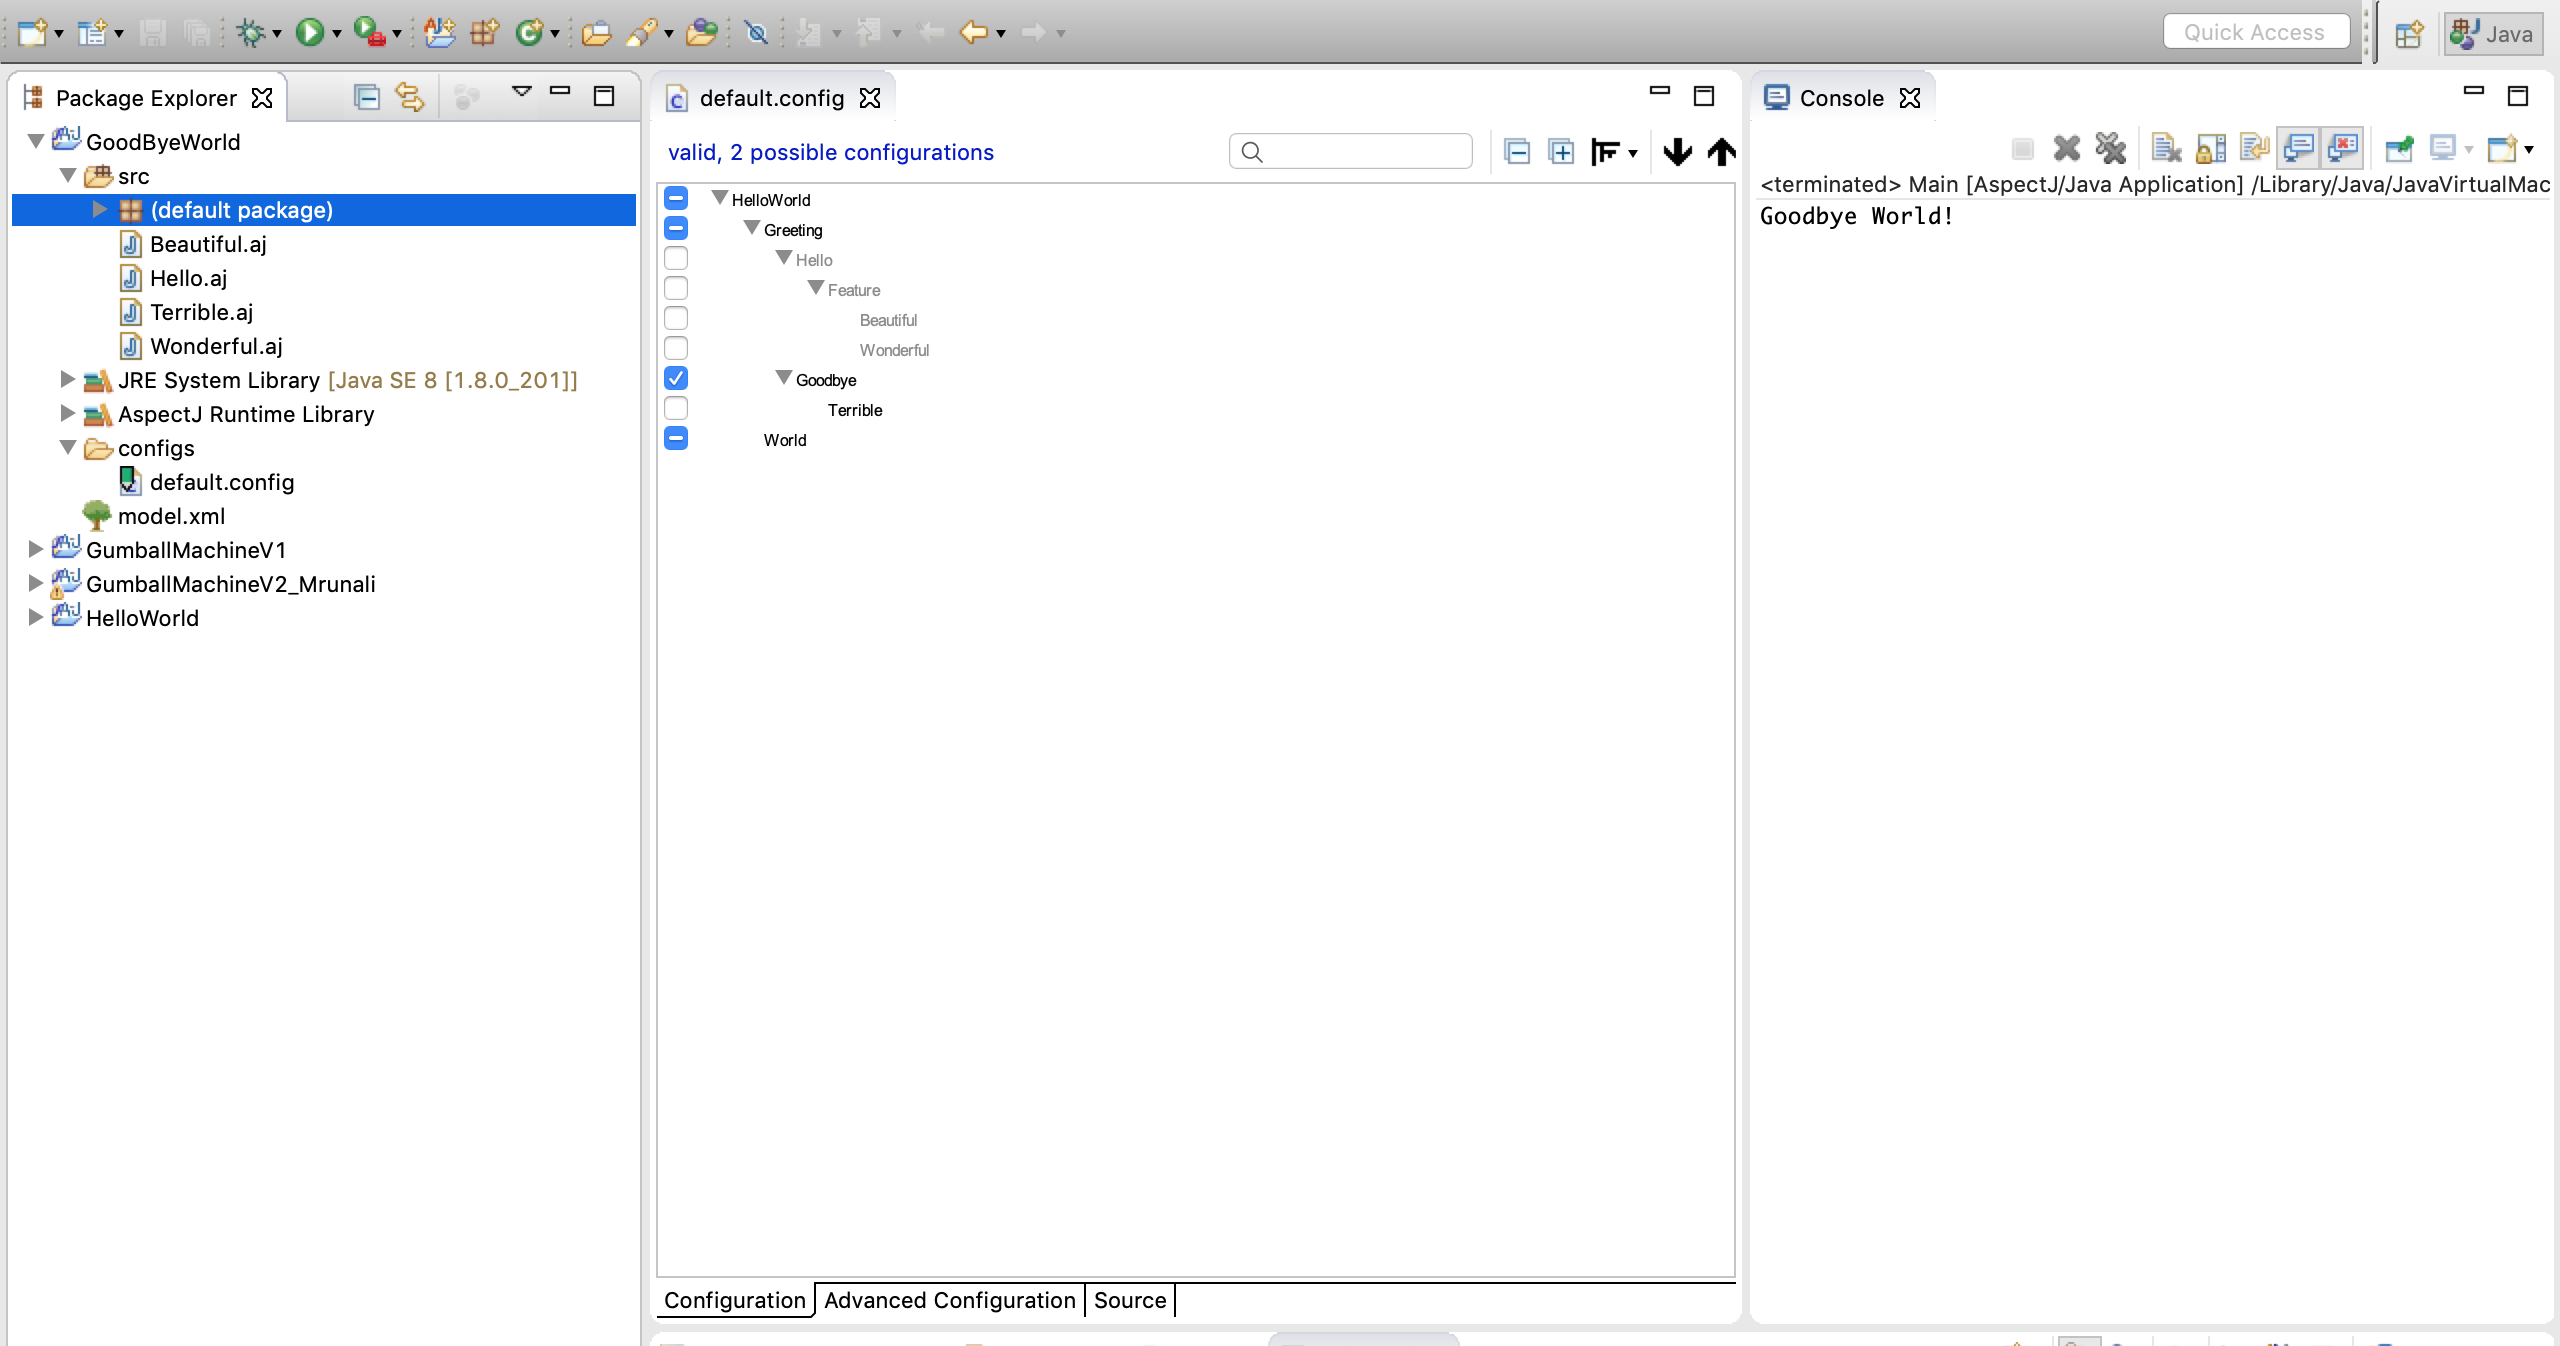 Quick Access
Java
Package Explorer
GoodByeWorld
src
(default package)
Beautiful.aj
Hello.aj
Terrible.aj
Wonderful.aj
JRE System Library [Java SE 8 [1.8.0_201]]
AspectJ Runtime Library
configs
default.config
model.xml
GumballMachineV1
GumballMachineV2_Mrunali
HelloWorld
default.config
valid, 2 possible configurations
HelloWorld
Greeting
Hello
Feature
Beautiful
Wonderful
Goodbye
Terrible
World
Configuration
Advanced Configuration
Source
Console
<terminated> Main [AspectJ/Java Application] /Library/Java/JavaVirtualMac
Goodbye World!